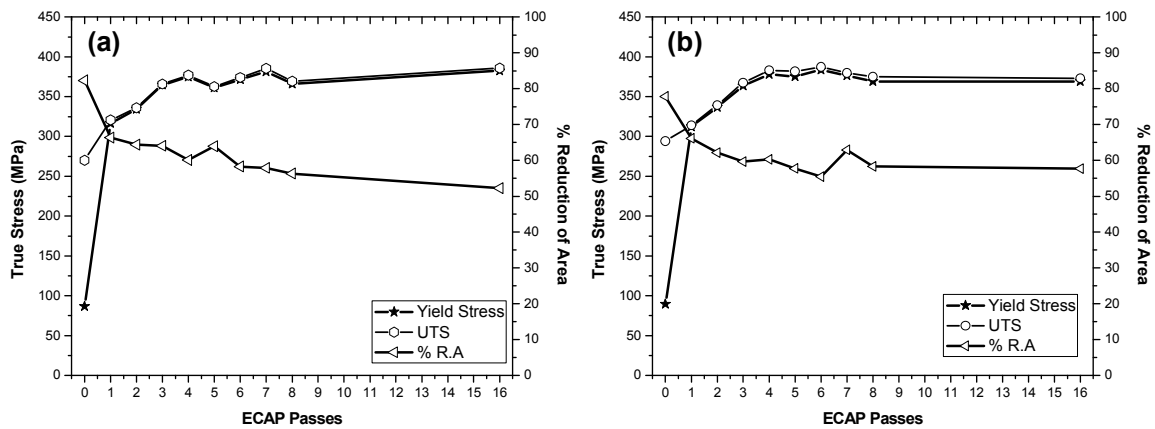 (a)
True Stress (MPa)
450
400
350
300
250
200
150
100
75
50
25
0
100
90
80
70
60
50
40
30
20
10
0
% Reduction of Area
Yield Stress
UTS
% R.A
0 1 2 3 4 5 6 7 8 9 10 11 12 13 14 15 16
ECAP Passes
(b)
True Stress (MPa)
450
400
350
300
250
200
150
100
75
50
25
0
100
90
80
70
60
50
40
30
20
10
0
% Reduction of Area
Yield Stress
UTS
% R.A
0 1 2 3 4 5 6 7 8 9 10 11 12 13 14 15 16
ECAP Passes